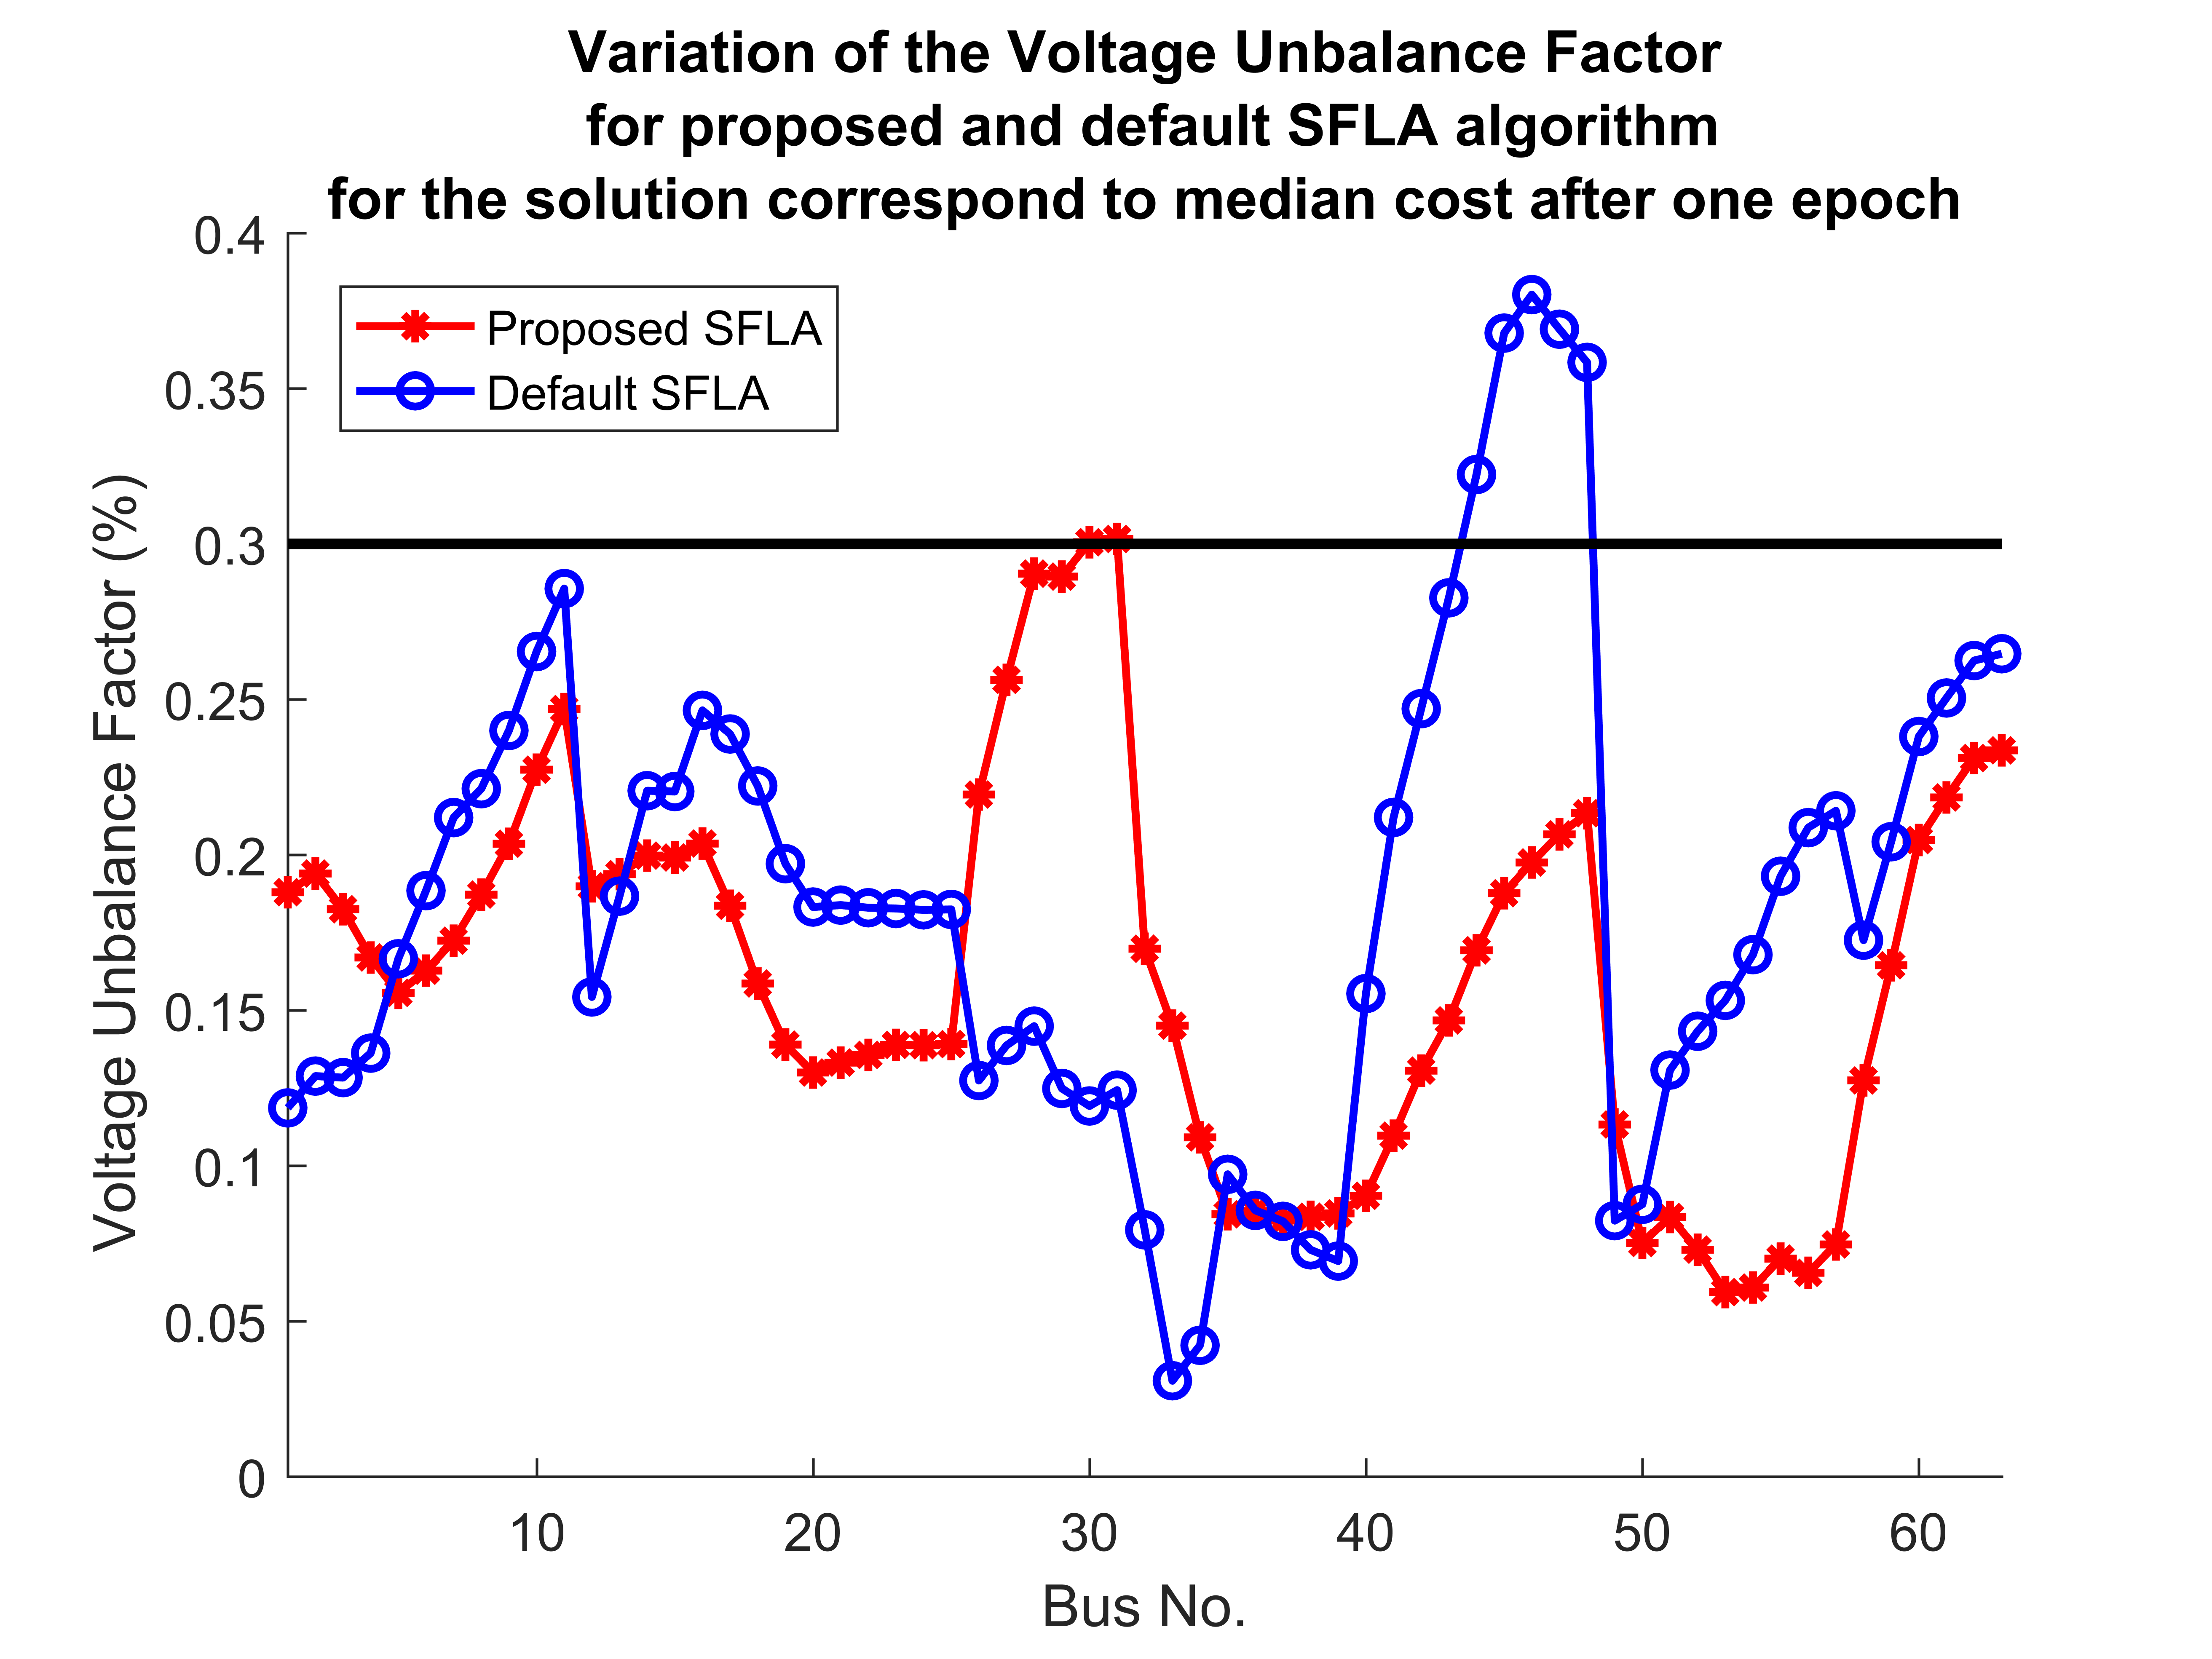 Variation of the Voltage Unbalance Factor
for proposed and default SFLA algorithm
for the solution correspond to median cost after one epoch
Proposed SFLA
Default SFLA
Voltage Unbalance Factor (%)
0.4
0.35
0.3
0.25
0.2
0.15
0.1
0.05
0
10 20 30 40 50 60
Bus No.